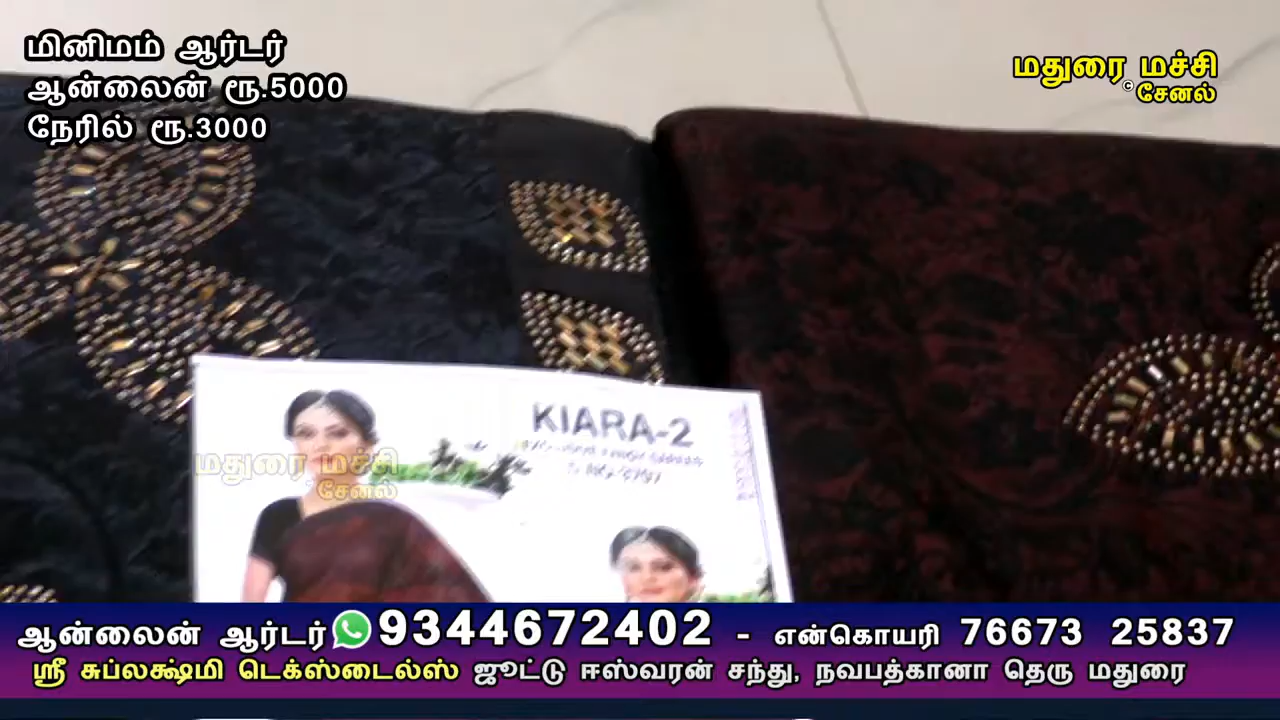 மினிமம் ஆர்டர்
ஆன்லைன் ரூ.5000
நேரில் ரூ.3000
மதுரை மச்சி
© சேனல்
KIARA-2
மதுரை மச்சி
சேனல்
ஆன்லைன் ஆர்டர் 9344672402 - என்கொயரி 76673 25837
ஸ்ரீ சுப்லக்ஷ்மி டெக்ஸ்டைல்ஸ் ஜூட்டு ஈஸ்வரன் சந்து, நவபத்கானா தெரு மதுரை